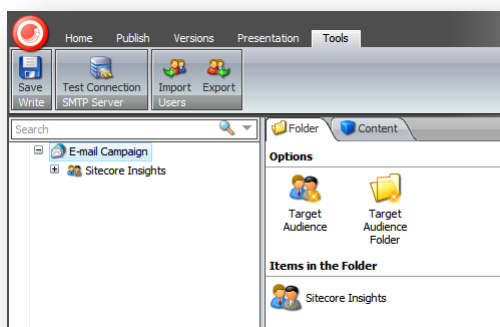 Home Publish Versions Presentation Tools
Save Test Connection Import Export
Write SMTP Server Users
Search
Folder Content
E-mail Campaign
Sitecore Insights
Options
Target Audience
Target Audience Folder
Items in the Folder
Sitecore Insights